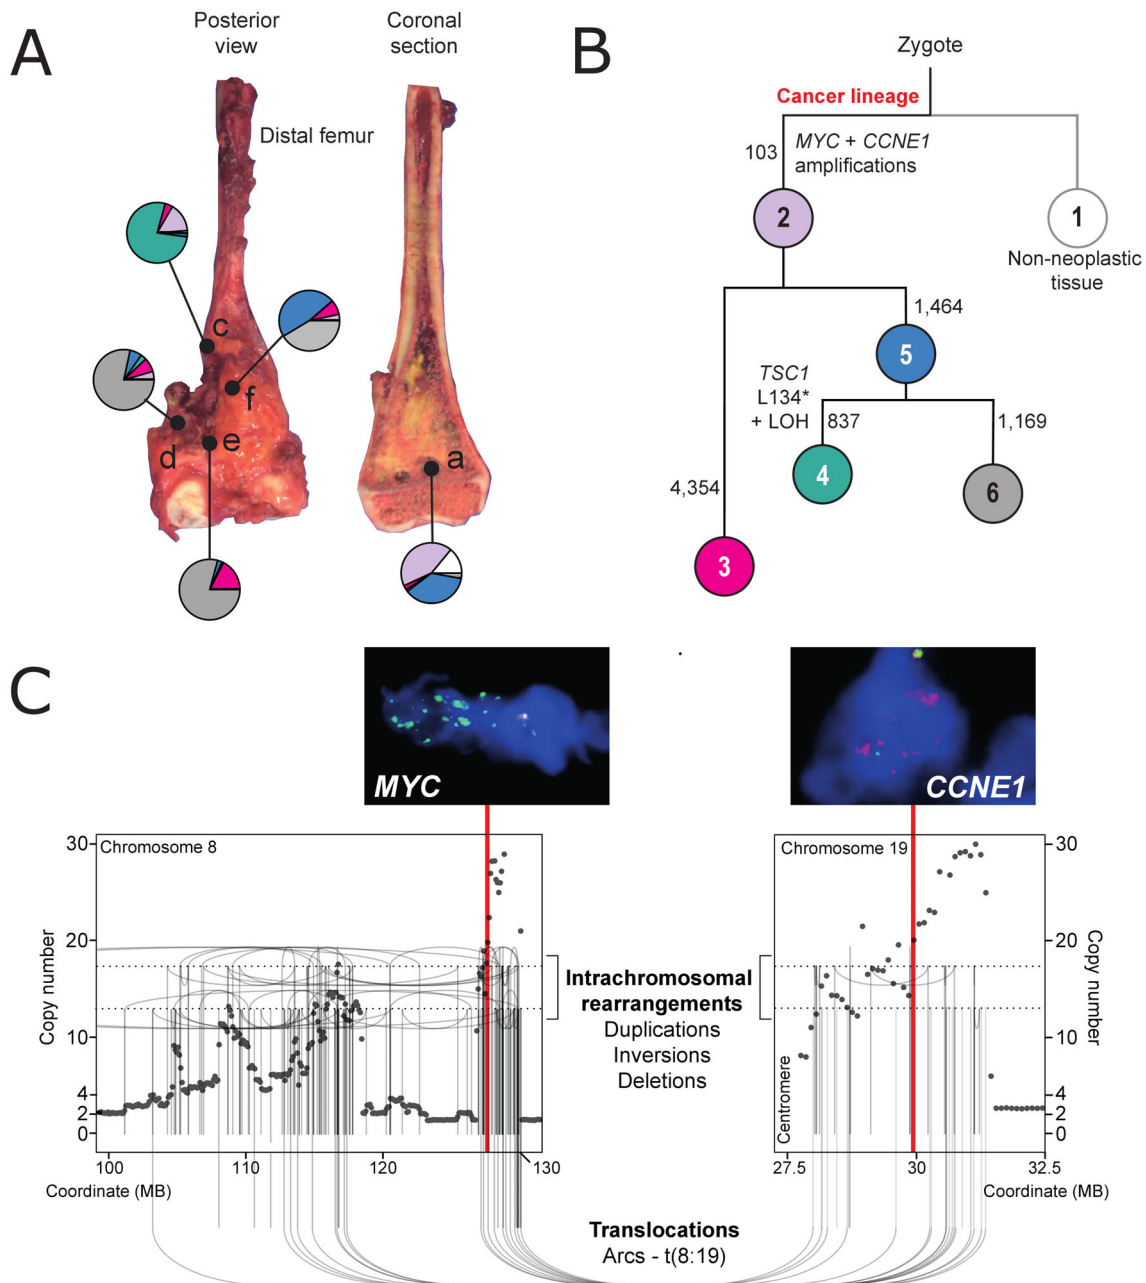 A
Posterior
view
Coronal
section
Distal femur
c
f
d
e
a
B
Zygote
Cancer lineage
103
MYC + CCNE1
amplifications
2
1
Non-neoplastic
tissue
1,464
5
TSC1
L134*
+ LOH
837
1,169
4
6
4,354
3
C
MYC
CCNE1
Chromosome 8
30
20
10
4
2
0
Copy number
100
110
120
130
Coordinate (MB)
Intrachromosomal
rearrangements
Duplications
Inversions
Deletions
Chromosome 19
Centromere
30
20
10
4
2
0
Copy number
27.5
30
32.5
Coordinate (MB)
Translocations
Arcs - t(8:19)